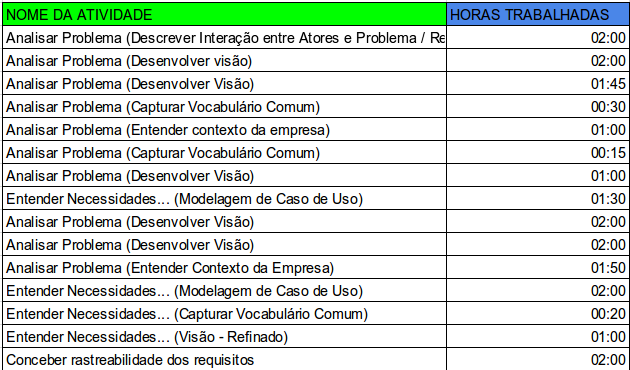 NOME DA ATIVIDADE HORAS TRABALHADAS
Analisar Problema (Descrever Interação entre Atores e Problema / Re 02:00
Analisar Problema (Desenvolver visão) 02:00
Analisar Problema (Desenvolver Visão) 01:45
Analisar Problema (Capturar Vocabulário Comum) 00:30
Analisar Problema (Entender contexto da empresa) 01:00
Analisar Problema (Capturar Vocabulário Comum) 00:15
Analisar Problema (Desenvolver Visão) 01:00
Entender Necessidades... (Modelagem de Caso de Uso) 01:30
Analisar Problema (Desenvolver Visão) 02:00
Analisar Problema (Desenvolver Visão) 02:00
Analisar Problema (Entender Contexto da Empresa) 01:50
Entender Necessidades... (Modelagem de Caso de Uso) 02:00
Entender Necessidades... (Capturar Vocabulário Comum) 00:20
Entender Necessidades... (Visão - Refinado) 01:00
Conceber rastreabilidade dos requisitos 02:00